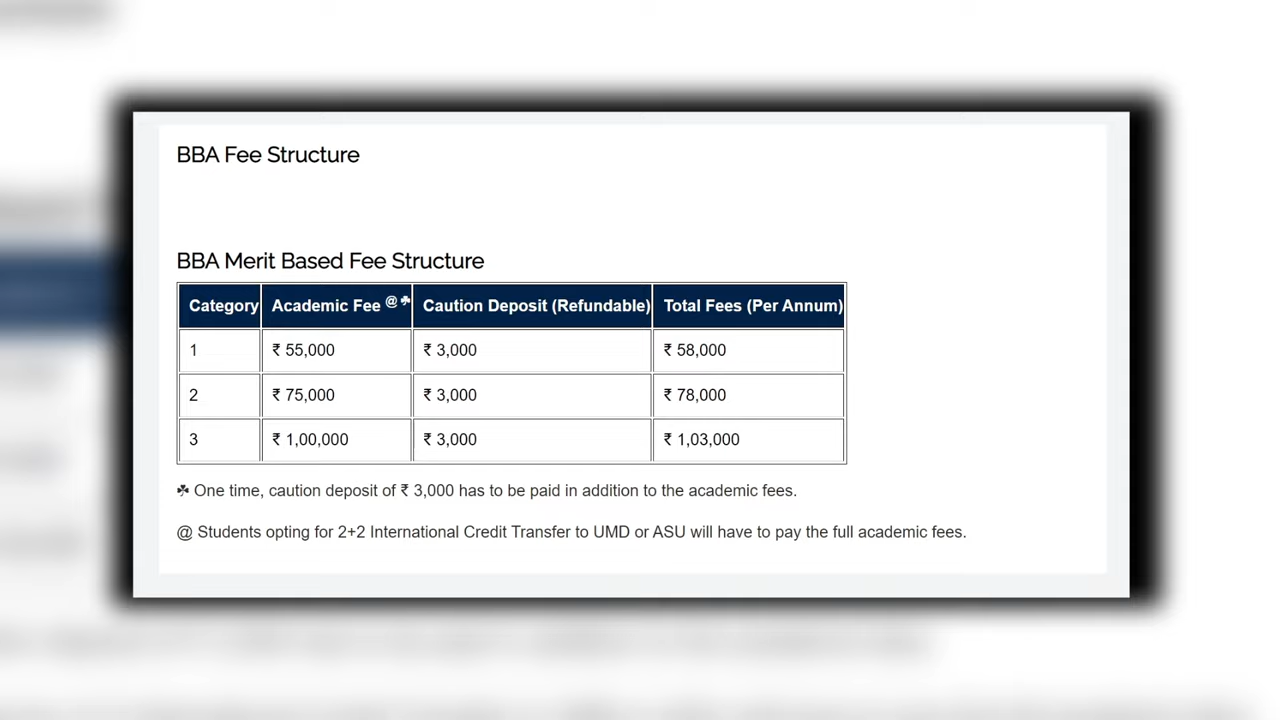 BBA Fee Structure
BBA Merit Based Fee Structure
Category Academic Fee @☘ Caution Deposit (Refundable) Total Fees (Per Annum)
1 ₹ 55,000 ₹ 3,000 ₹ 58,000
2 ₹ 75,000 ₹ 3,000 ₹ 78,000
3 ₹ 1,00,000 ₹ 3,000 ₹ 1,03,000
☘ One time, caution deposit of ₹ 3,000 has to be paid in addition to the academic fees.
@ Students opting for 2+2 International Credit Transfer to UMD or ASU will have to pay the full academic fees.